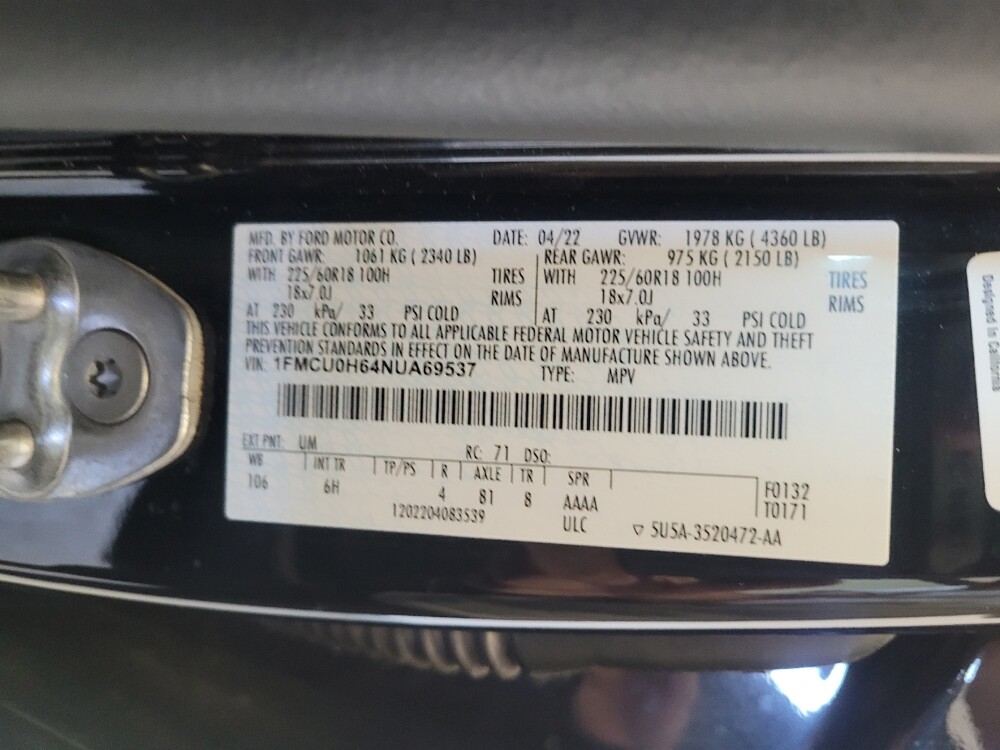 MFD. BY FORD MOTOR CO. DATE: 04/22 GVWR: 1978 KG ( 4360 LB)
FRONT GAWR: 1061 KG ( 2340 LB) REAR GAWR: 975 KG ( 2150 LB)
WITH 225/60R18 100H TIRES WITH 225/60R18 100H TIRES
18x7.0J RIMS 18x7.0J RIMS
AT 230 kPa/ 33 PSI COLD AT 230 kPa/ 33 PSI COLD
THIS VEHICLE CONFORMS TO ALL APPLICABLE FEDERAL MOTOR VEHICLE SAFETY AND THEFT
PREVENTION STANDARDS IN EFFECT ON THE DATE OF MANUFACTURE SHOWN ABOVE.
VIN: 1FMCU0H64NUA69537 TYPE: MPV
EXT PNT: UM RC: 71 DSO:
WB INT TR TP/PS R AXLE TR SPR
106 6H 4 81 8 AAAA F0132
T0171
1202204083539 ULC ▽ 5U5A-3520472-AA
Designed in California